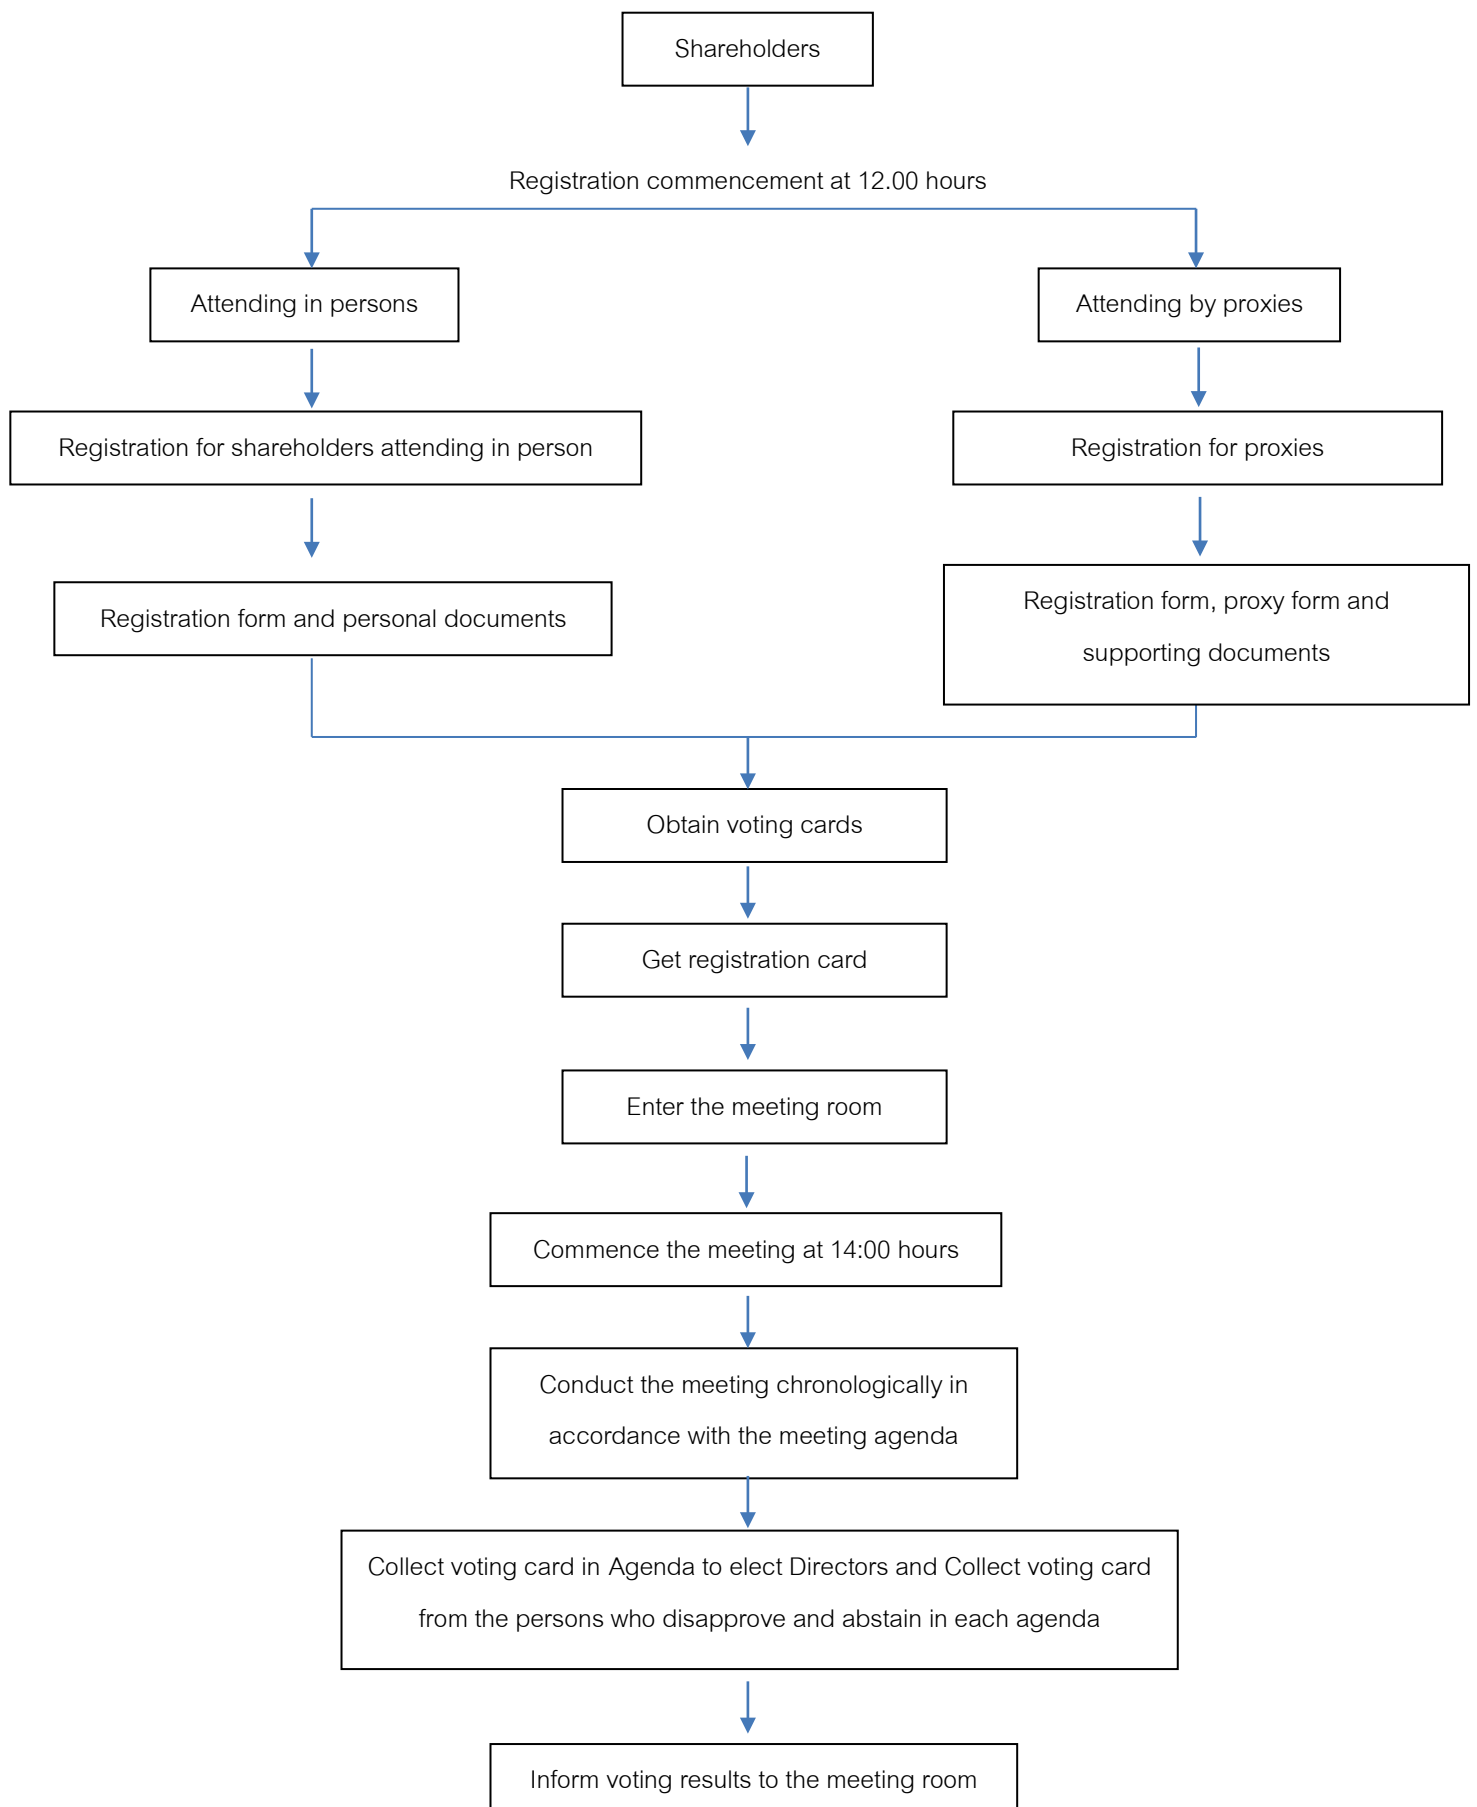 Shareholders
Registration commencement at 12.00 hours
Attending in persons
Attending by proxies
Registration for shareholders attending in person
Registration for proxies
Registration form and personal documents
Registration form, proxy form and
supporting documents
Obtain voting cards
Get registration card
Enter the meeting room
Commence the meeting at 14:00 hours
Conduct the meeting chronologically in
accordance with the meeting agenda
Collect voting card in Agenda to elect Directors and Collect voting card
from the persons who disapprove and abstain in each agenda
Inform voting results to the meeting room